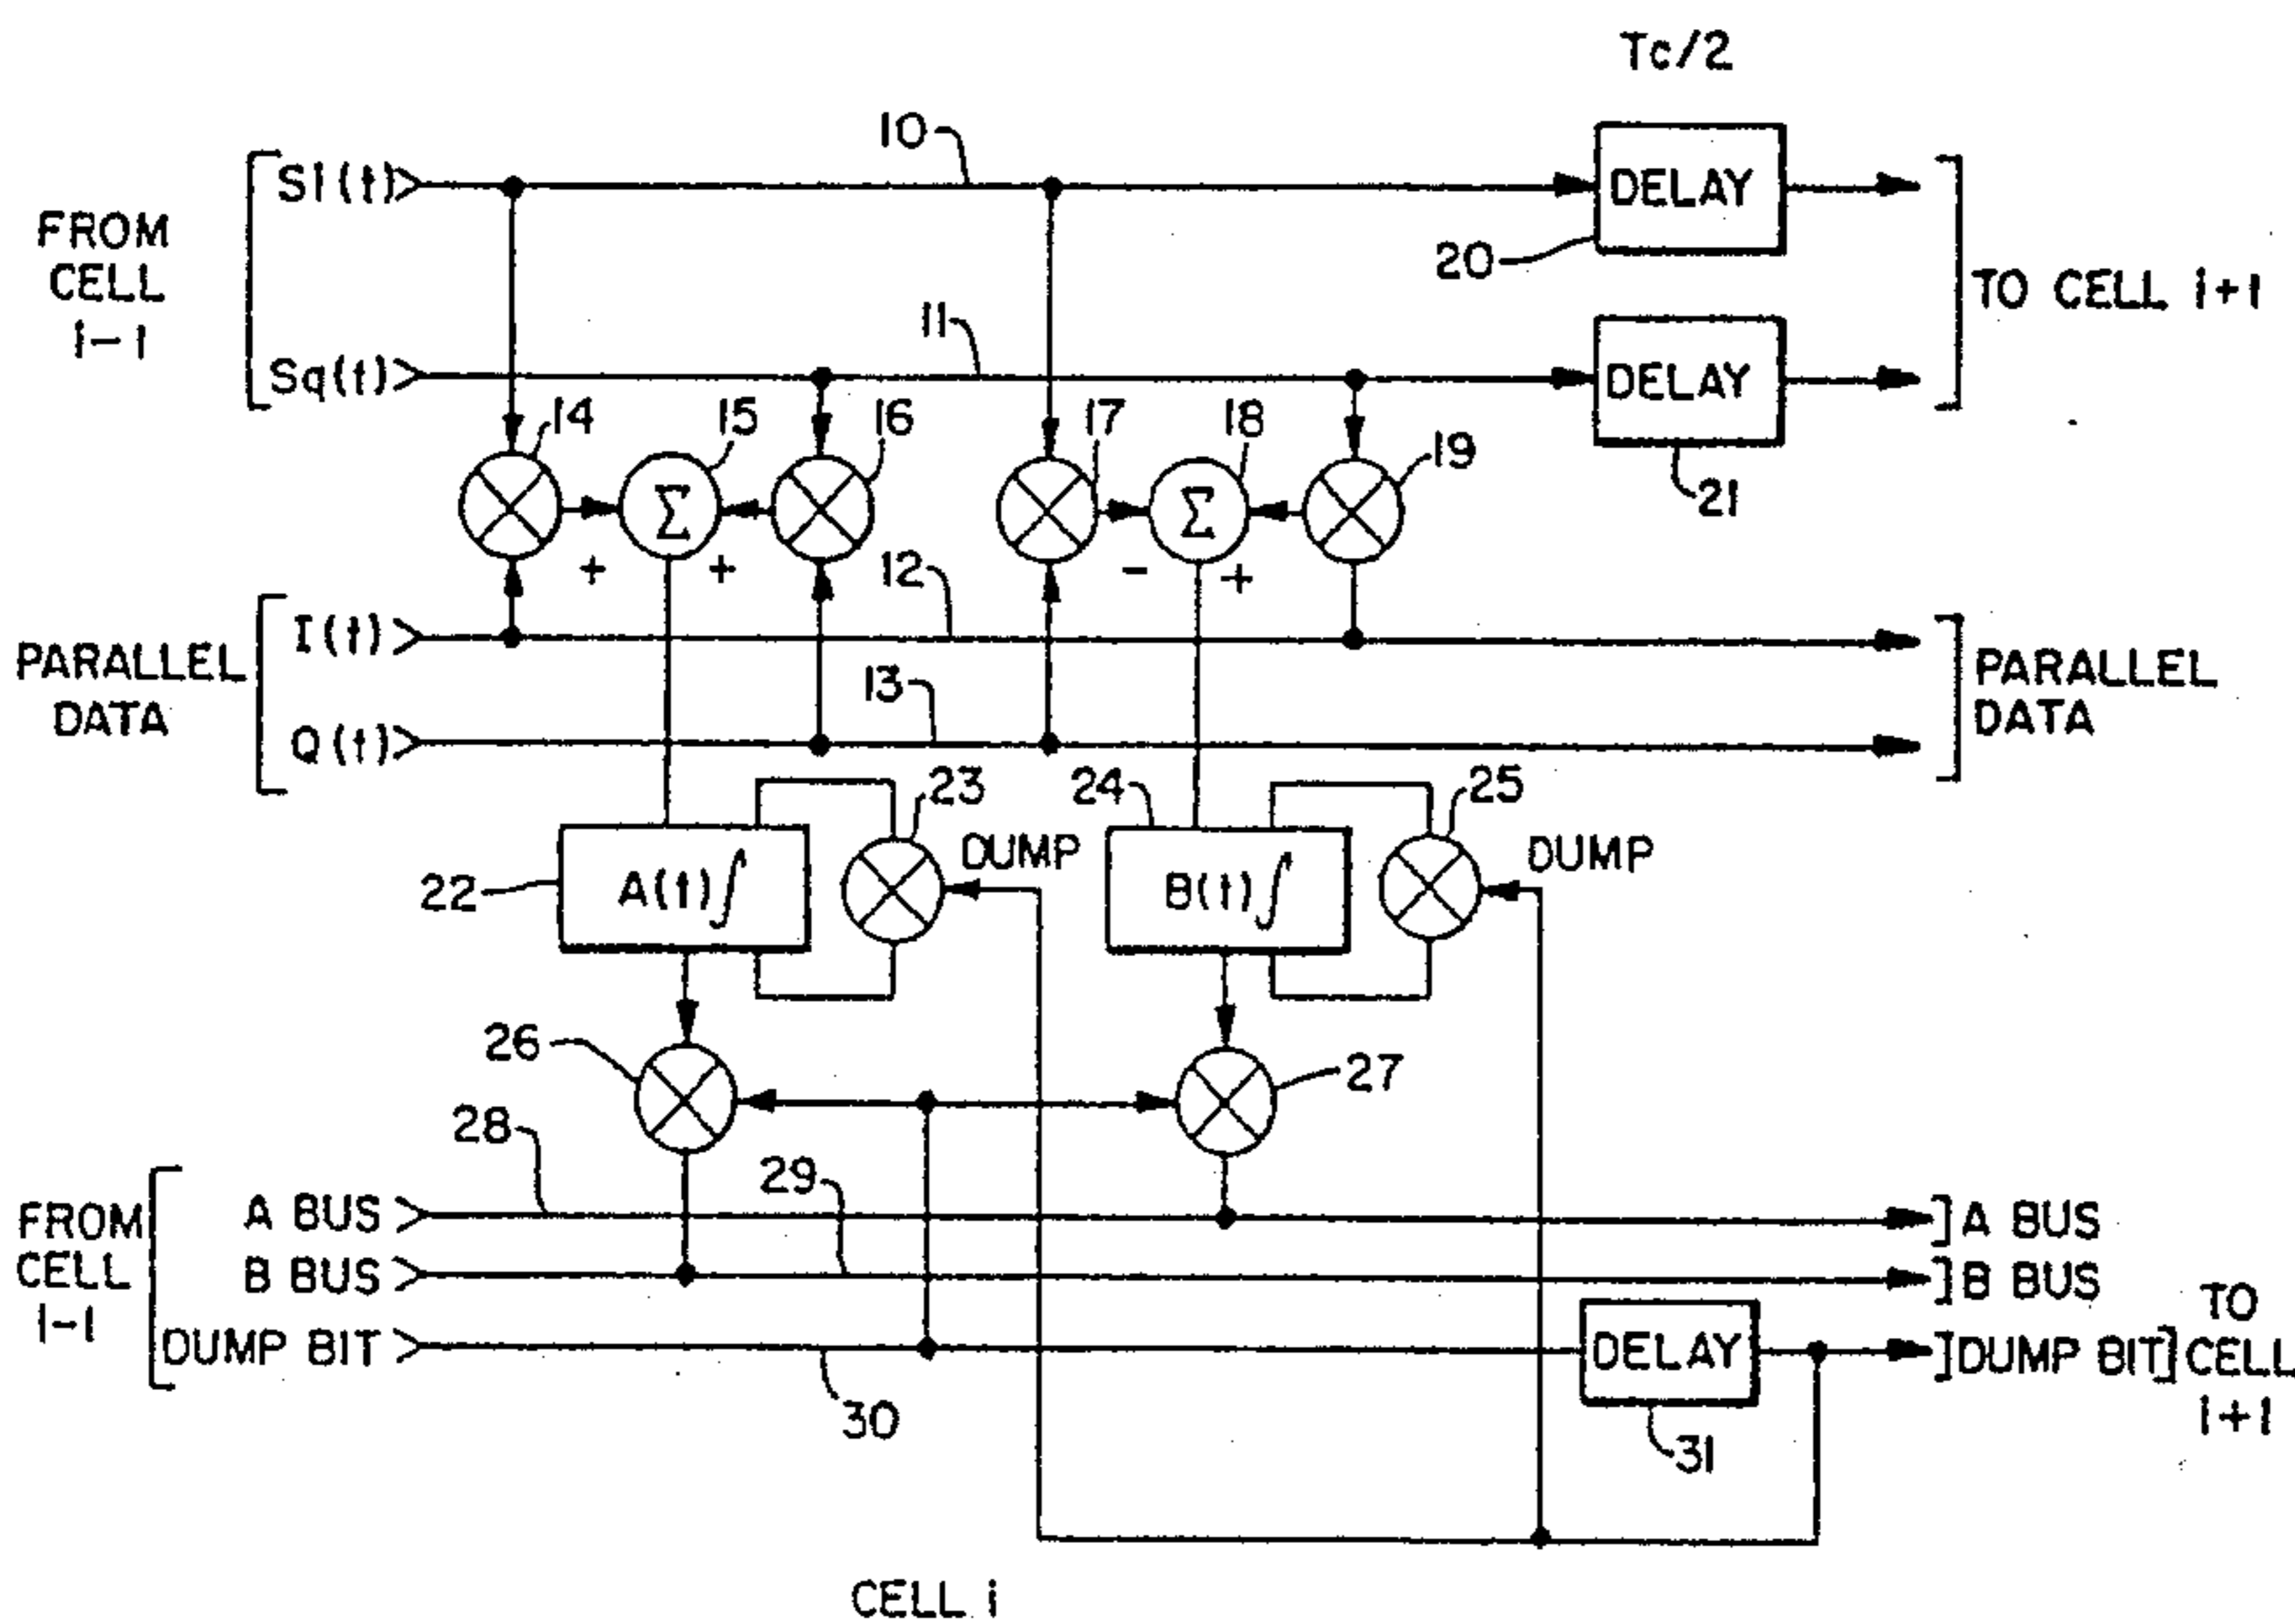 Tc/2
10
SI(t)
DELAY
FROM
CELL
I-1
20
TO CELL I+1
11
Sq(t)
DELAY
14
15
16
17
18
19
21
Σ
Σ
+
+
-
+
12
I(t)
PARALLEL
DATA
13
Q(t)
PARALLEL
DATA
23
24
25
DUMP
DUMP
22
A(t)∫
B(t)∫
26
27
28
29
FROM
CELL
I-1
A BUS
B BUS
DUMP BIT
A BUS
B BUS
DUMP BIT
TO
CELL
I+1
DELAY
30
31
CELL i